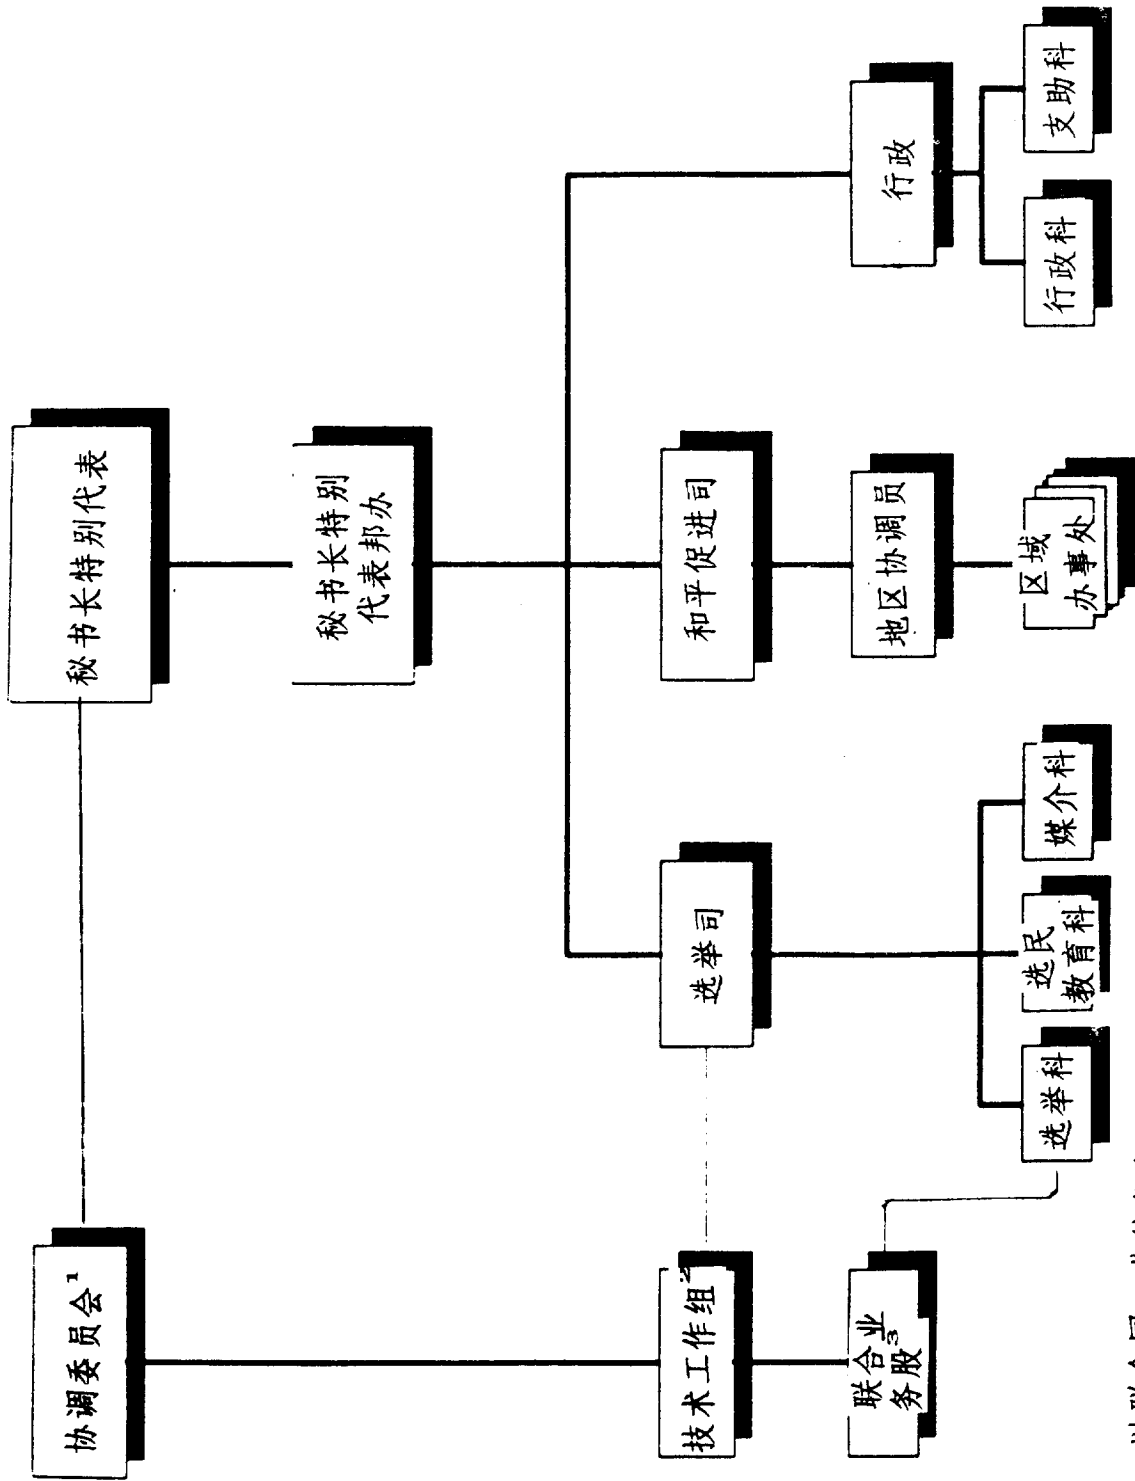 秘书长特别代表
协调委员会¹
秘书长特别
代表邦办
选举司
和平促进司
技术工作组²
联合业
务股³
地区协调员
行政
选举科
选民
教育科
媒介科
区域
办事处
行政科
支助科